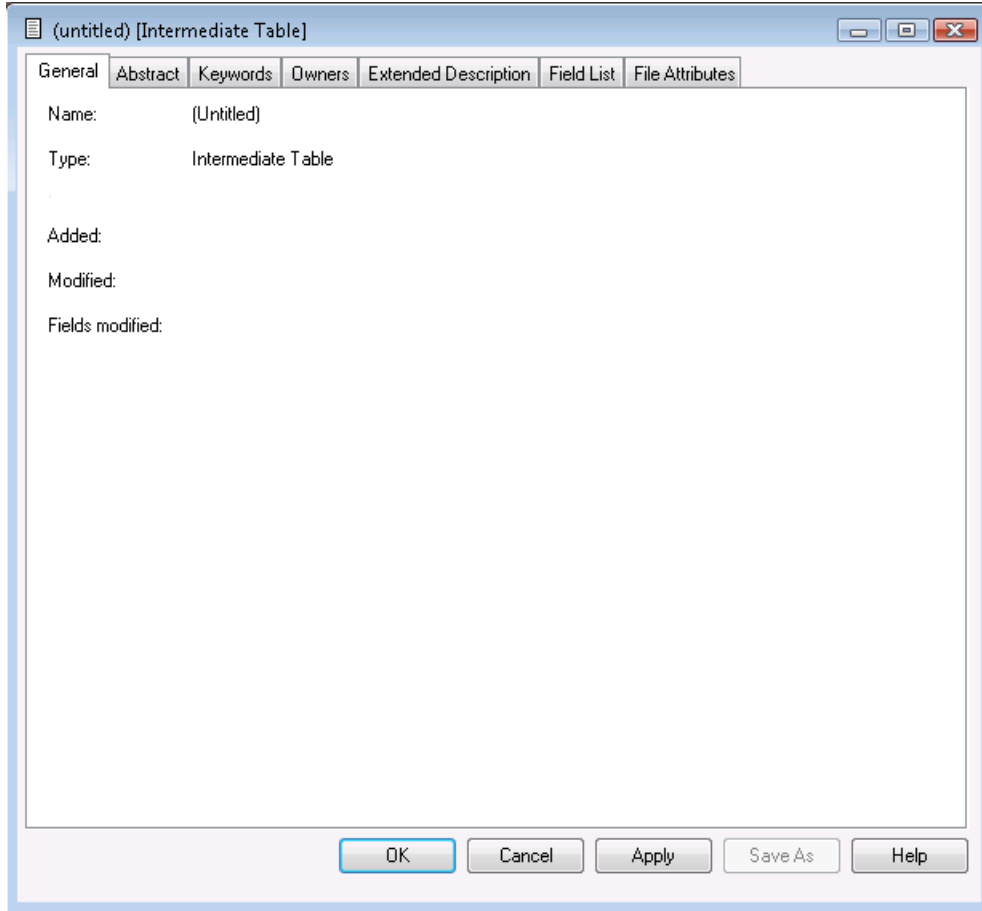 (untitled) [Intermediate Table]
General Abstract Keywords Owners Extended Description Field List File Attributes
Name: (Untitled)
Type: Intermediate Table
Added:
Modified:
Fields modified:
OK Cancel Apply Save As Help